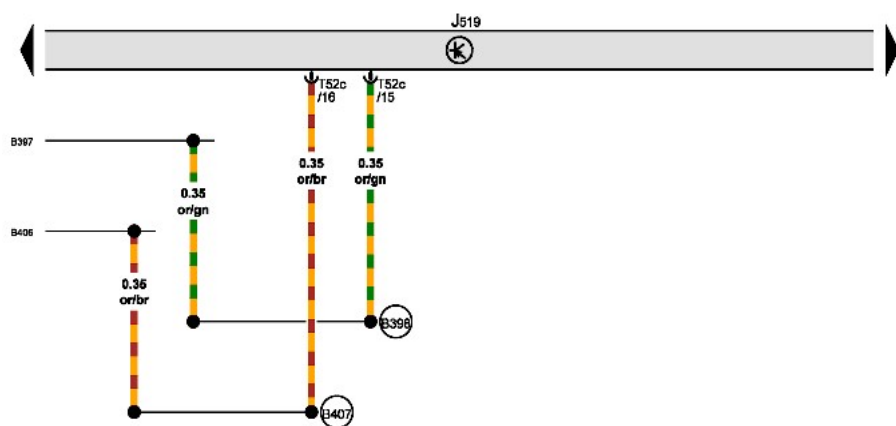 J519
T52c
/16
T52c
/15
B397
0.35
or/br
0.35
or/gn
0.35
or/gn
B406
0.35
or/br
B398
B407